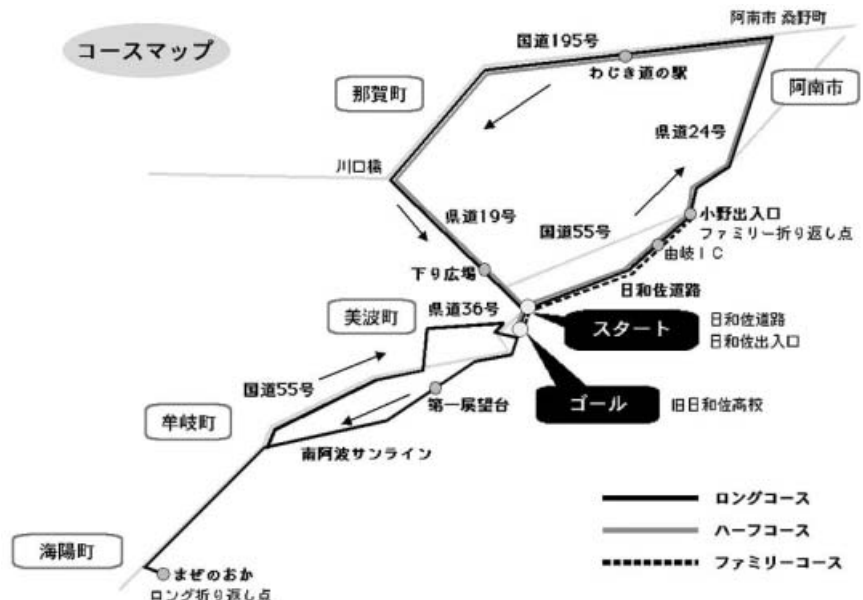 コースマップ
阿南市 桑野町
国道195号
わじき道の駅
那賀町
阿南市
県道24号
川口橋
県道19号
国道55号
小野出入口
ファミリー折り返し点
由岐IC
下り広場
日和佐道路
県道36号
美波町
スタート
日和佐道路
日和佐出入口
国道55号
第一展望台
ゴール
旧日和佐高校
牟岐町
南阿波サンライン
ロングコース
ハーフコース
海陽町
ファミリーコース
まぜのおか
ロング折り返し点